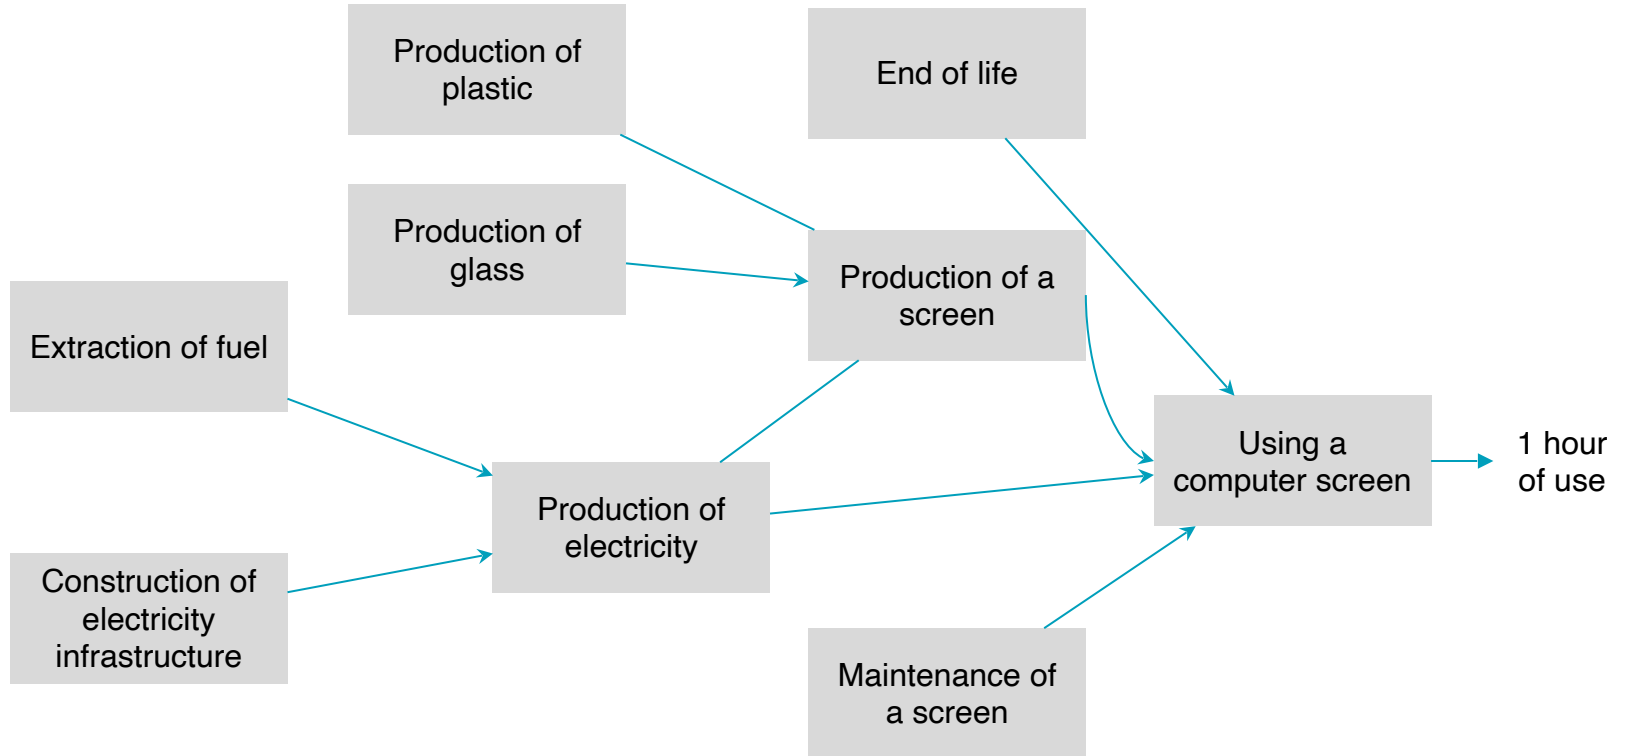 Production of
plastic
End of life
Production of
glass
Production of a
screen
Extraction of fuel
Using a
computer screen
1 hour
of use
Production of
electricity
Construction of
electricity
infrastructure
Maintenance of
a screen